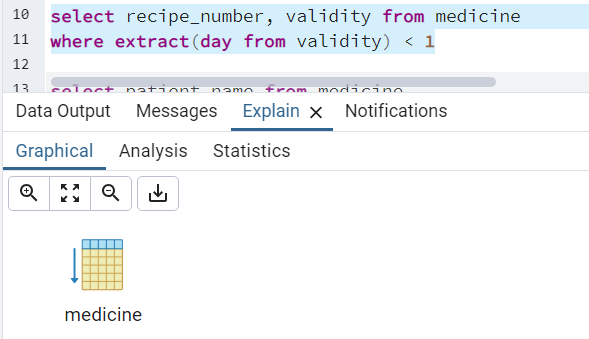 10 select recipe_number, validity from medicine
11 where extract(day from validity) < 1
12
13 select patient_name from medicine
Data Output Messages Explain × Notifications
Graphical Analysis Statistics
medicine